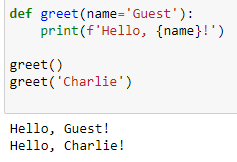 def greet(name='Guest'):
    print(f'Hello, {name}!')

greet()
greet('Charlie')

Hello, Guest!
Hello, Charlie!